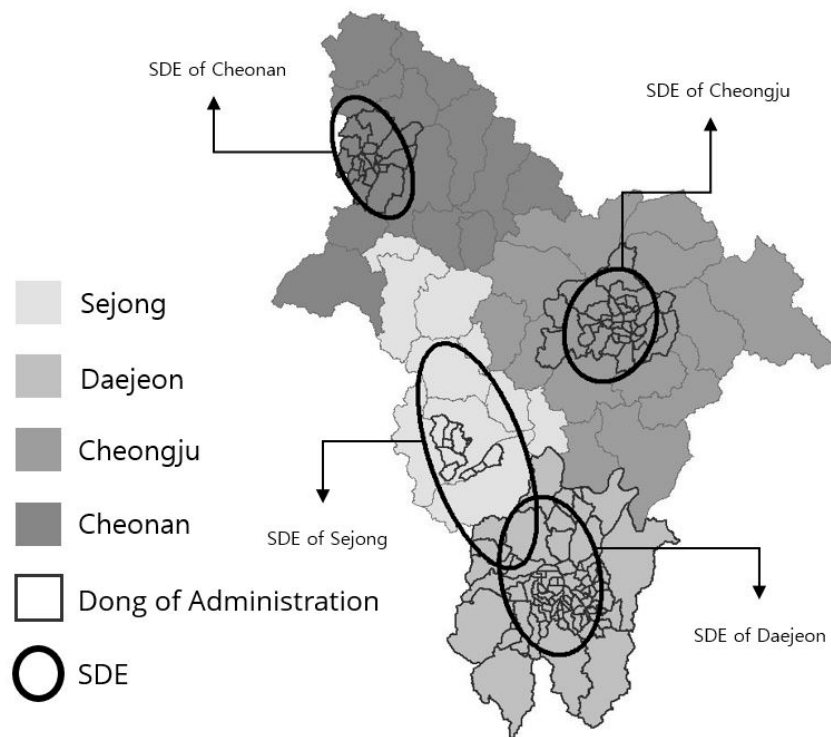 SDE of Cheonan
SDE of Cheongju
Sejong
Daejeon
Cheongju
Cheonan
SDE of Sejong
Dong of Administration
SDE of Daejeon
SDE